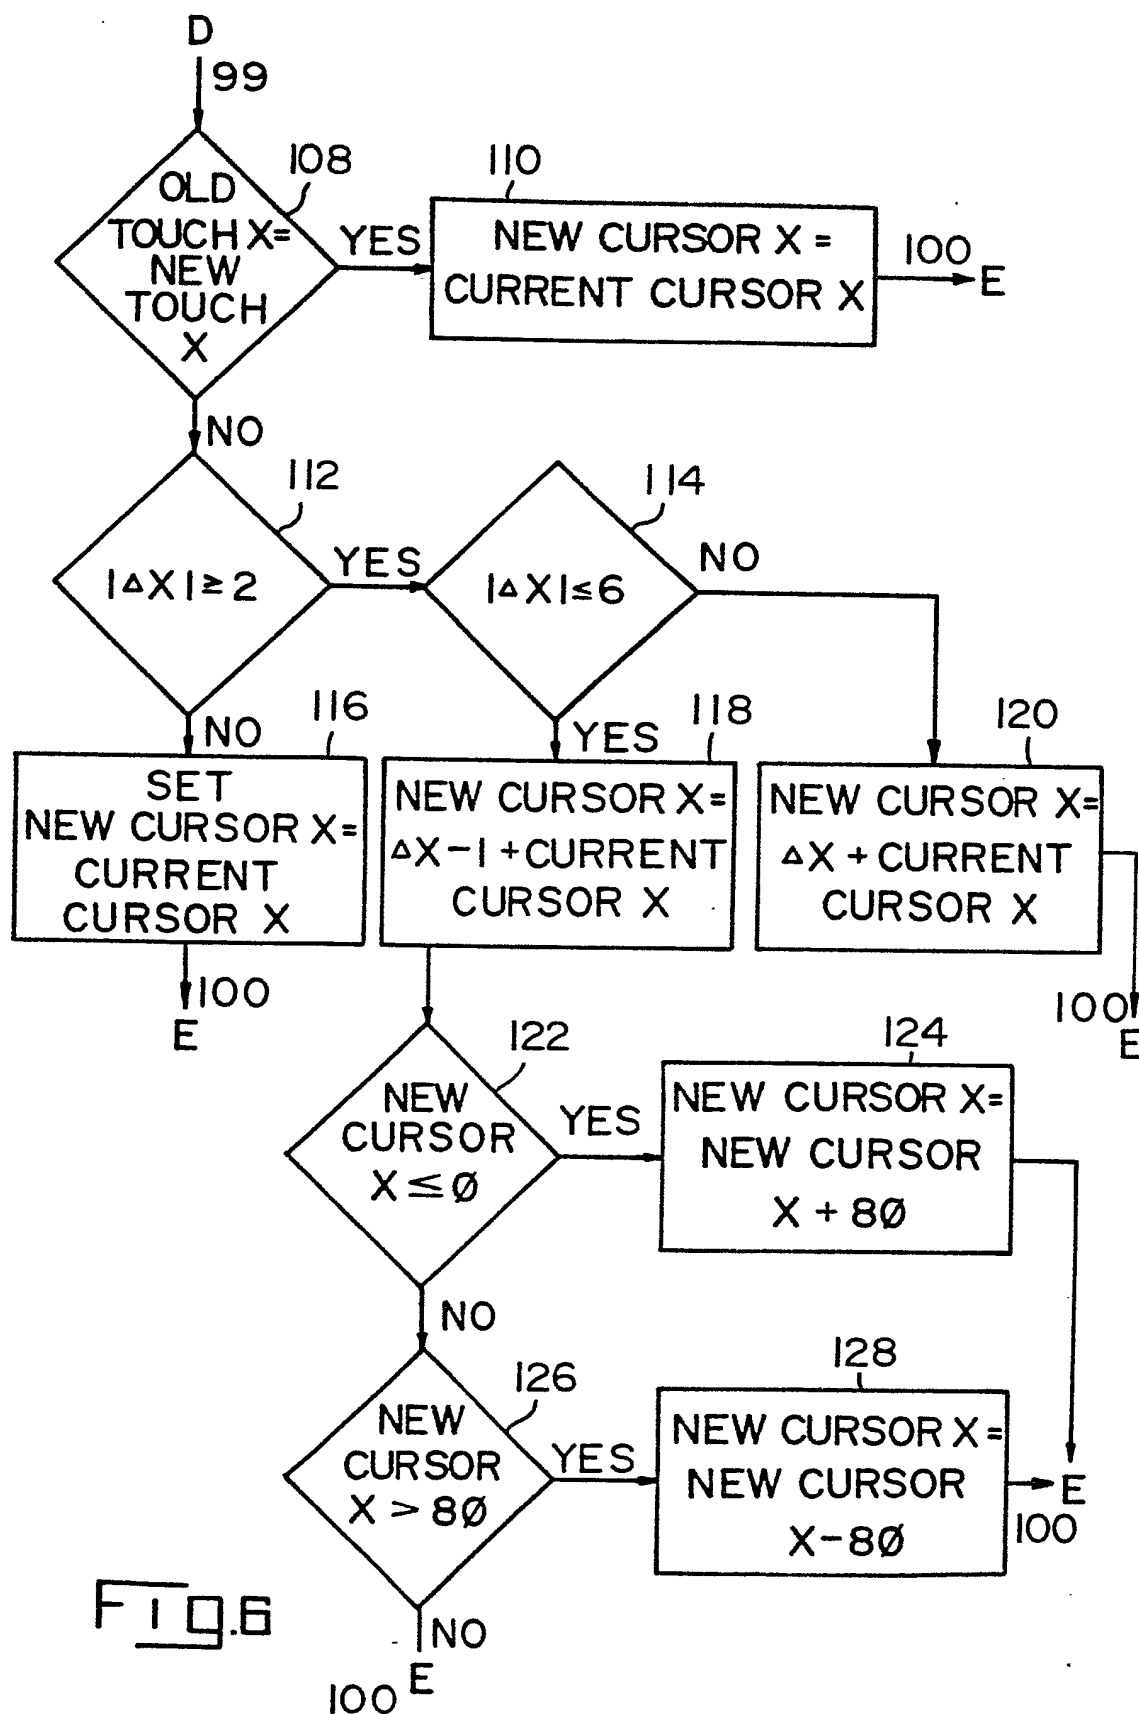 D
99
108
OLD
TOUCH X=
NEW
TOUCH
X
YES
110
NEW CURSOR X =
CURRENT CURSOR X
100
E
NO
112
|ΔX|≥2
YES
114
|ΔX|≤6
NO
NO
116
SET
NEW CURSOR X=
CURRENT
CURSOR X
100
E
YES
118
NEW CURSOR X=
ΔX-1+CURRENT
CURSOR X
120
NEW CURSOR X=
ΔX + CURRENT
CURSOR X
100
E
122
NEW
CURSOR
X ≤ Ø
YES
124
NEW CURSOR X=
NEW CURSOR
X + 8Ø
NO
126
NEW
CURSOR
X > 8Ø
YES
128
NEW CURSOR X=
NEW CURSOR
X-8Ø
E
100
NO
E
100
Fig.6